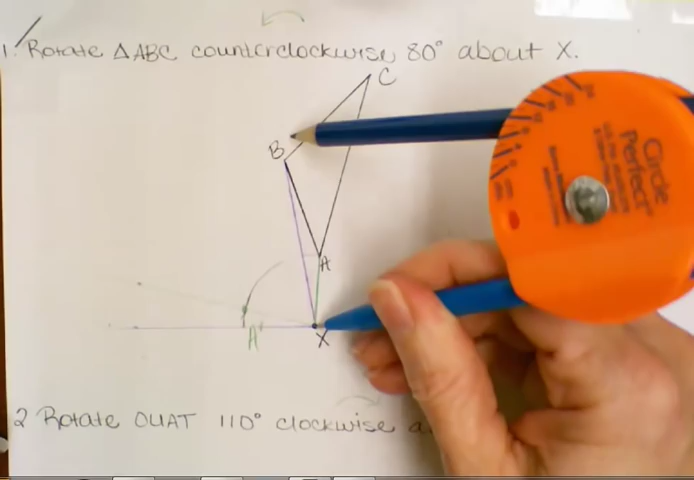 1. Rotate △ABC counterclockwise 80° about X.
C
B
Circle
Perfect
A
A'
X
2 Rotate QUAT 110° clockwise a